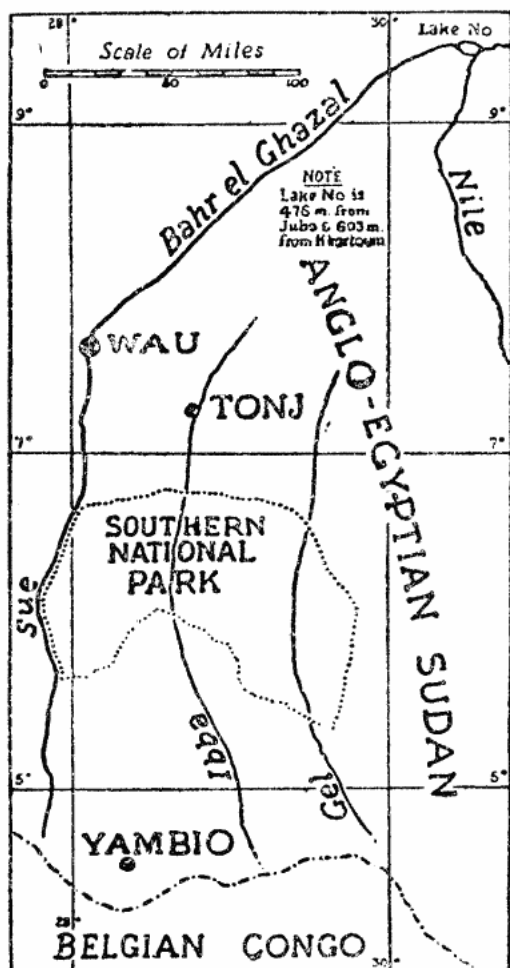 28° 30° Lake No
Scale of Miles
0 50 100
9° 9°
Bahr el Ghazal
NOTE
Lake No is
476 m. from
Juba & 603 m.
from Khartoum
Nile
ANGLO-EGYPTIAN SUDAN
WAU
TONJ
7° 7°
SOUTHERN
NATIONAL
PARK
Sue
Ibba
Gel
5° 5°
YAMBIO
28°
BELGIAN CONGO 30°